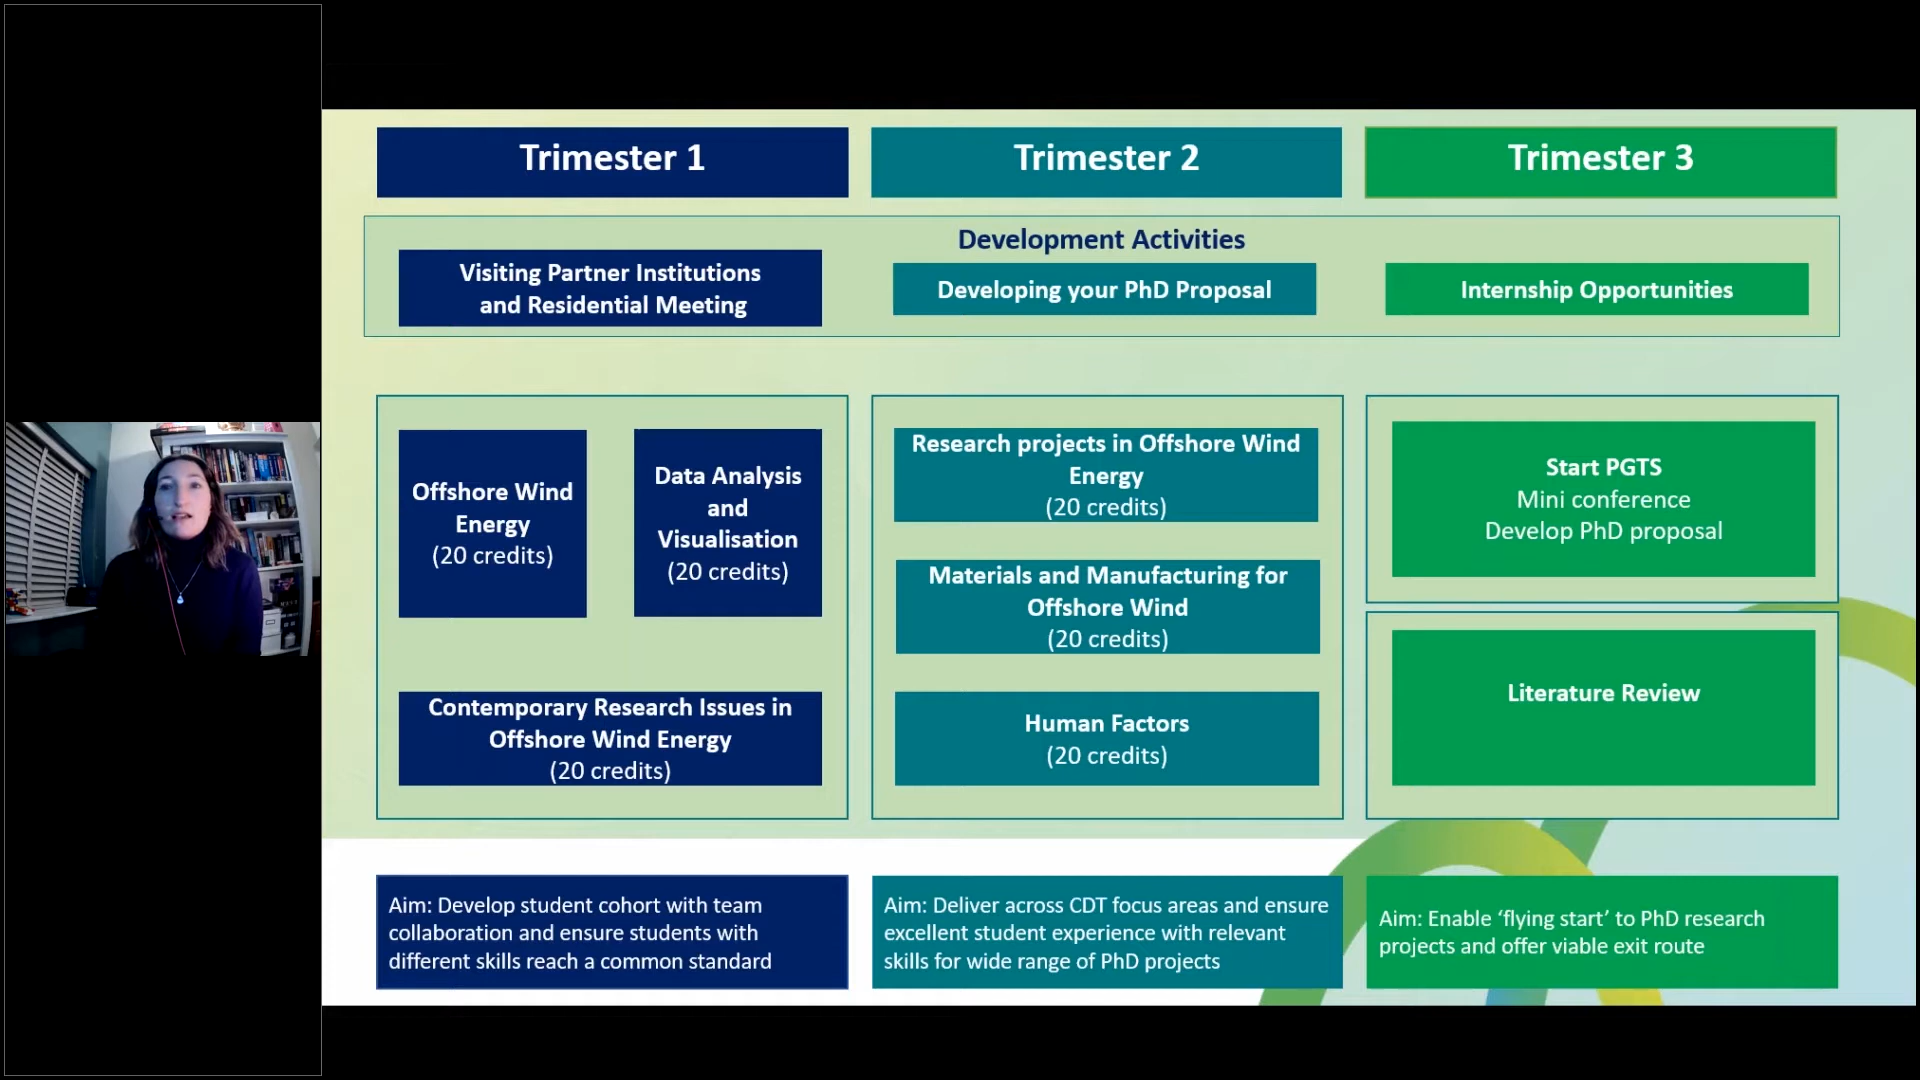 Trimester 1
Trimester 2
Trimester 3
Development Activities
Visiting Partner Institutions
and Residential Meeting
Developing your PhD Proposal
Internship Opportunities
Offshore Wind
Energy
(20 credits)
Data Analysis
and
Visualisation
(20 credits)
Contemporary Research Issues in
Offshore Wind Energy
(20 credits)
Research projects in Offshore Wind
Energy
(20 credits)
Materials and Manufacturing for
Offshore Wind
(20 credits)
Human Factors
(20 credits)
Start PGTS
Mini conference
Develop PhD proposal
Literature Review
Aim: Develop student cohort with team
collaboration and ensure students with
different skills reach a common standard
Aim: Deliver across CDT focus areas and ensure
excellent student experience with relevant
skills for wide range of PhD projects
Aim: Enable ‘flying start’ to PhD research
projects and offer viable exit route